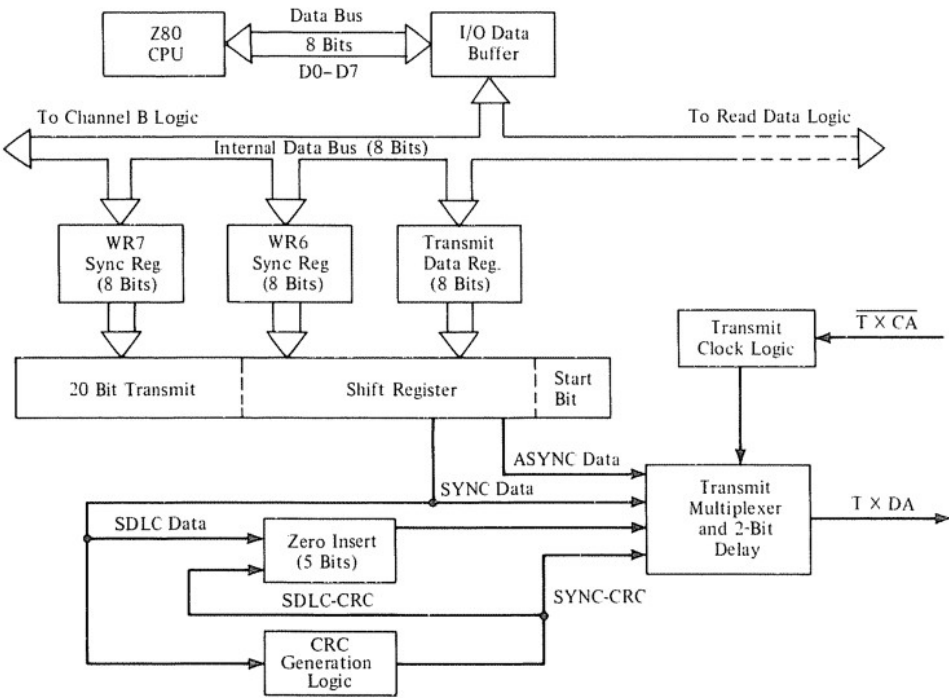 Data Bus
Z80
CPU
8 Bits
I/O Data
Buffer
D0–D7
To Channel B Logic
To Read Data Logic
Internal Data Bus (8 Bits)
WR7
Sync Reg
(8 Bits)
WR6
Sync Reg
(8 Bits)
Transmit
Data Reg.
(8 Bits)
Transmit
Clock Logic
T × CA
20 Bit Transmit
Shift Register
Start
Bit
ASYNC Data
SYNC Data
Transmit
Multiplexer
and 2-Bit
Delay
T × DA
SDLC Data
Zero Insert
(5 Bits)
SDLC-CRC
SYNC-CRC
CRC
Generation
Logic